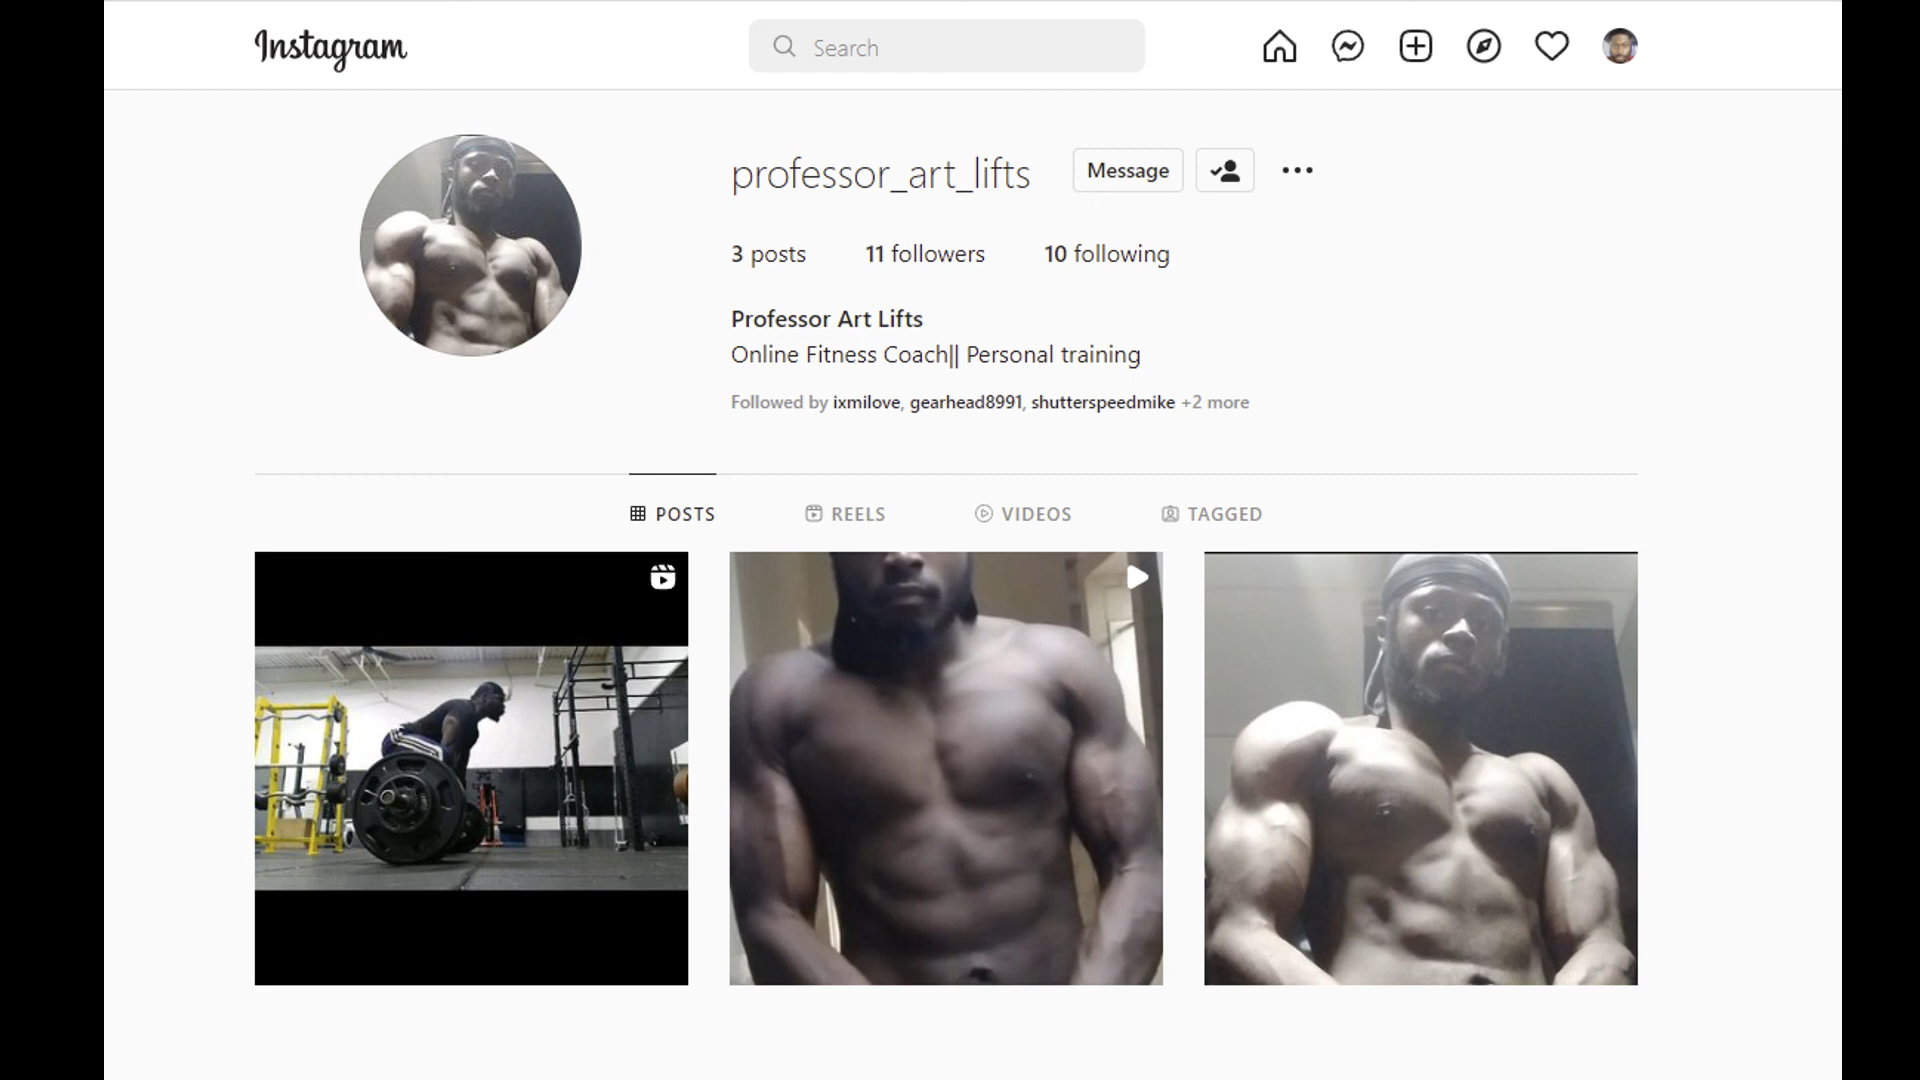 Instagram
Search
professor_art_lifts
Message
3 posts
11 followers
10 following
Professor Art Lifts
Online Fitness Coach|| Personal training
Followed by ixmilove, gearhead8991, shutterspeedmike +2 more
POSTS
REELS
VIDEOS
TAGGED